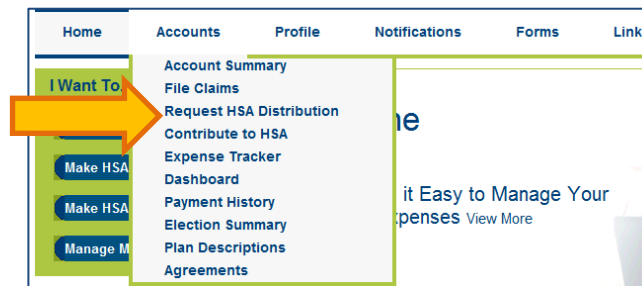 Home Accounts Profile Notifications Forms Link
Account Summary
I Want To
File Claims
Request HSA Distribution
Contribute to HSA
Expense Tracker
Make HSA
Dashboard
Payment History
Make HSA
Election Summary
Manage M
Plan Descriptions
Agreements
it Easy to Manage Your
View More